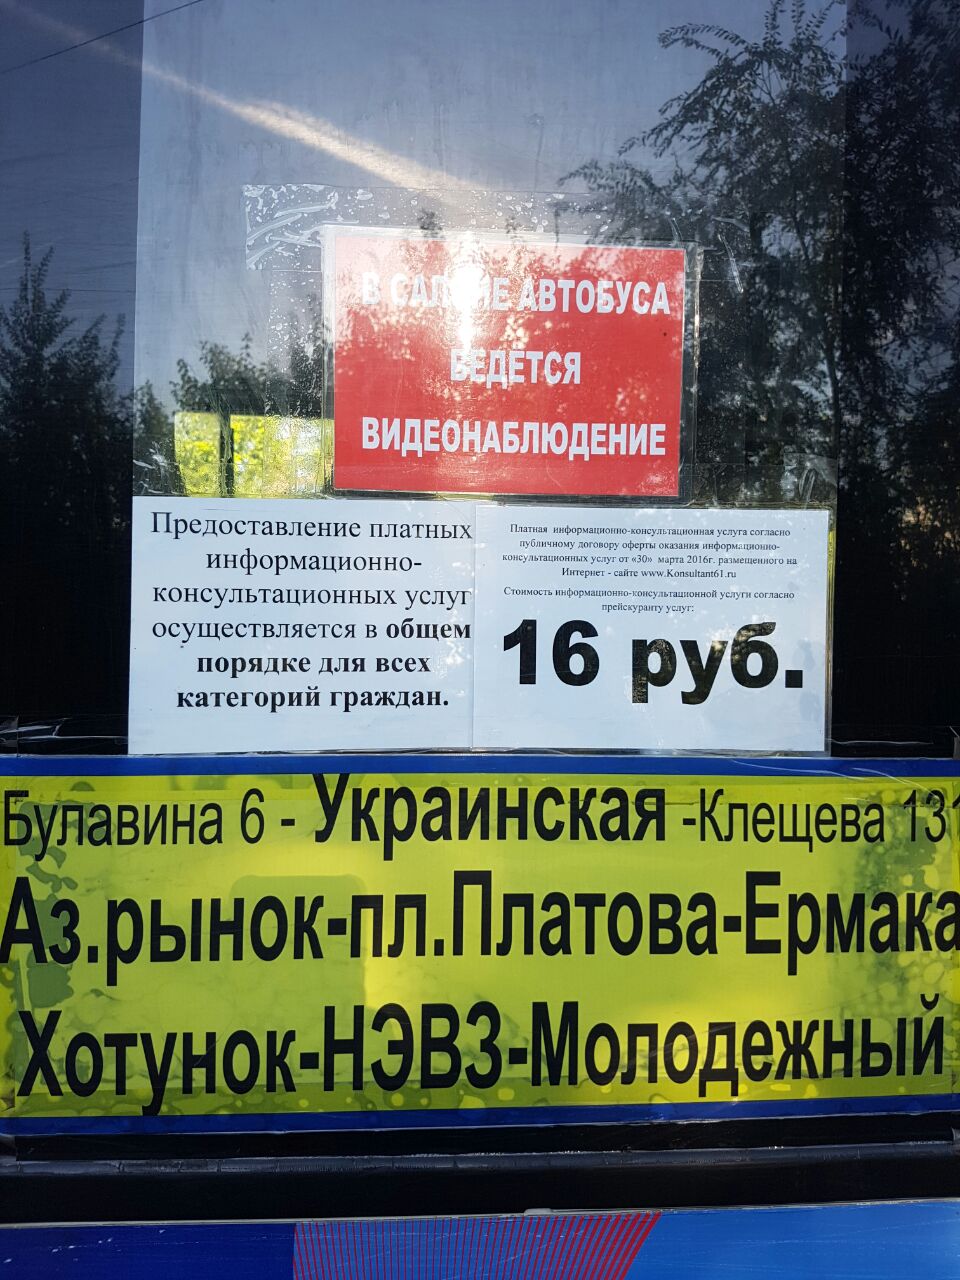 В САЛОНЕ АВТОБУСА
ВЕДЕТСЯ
ВИДЕОНАБЛЮДЕНИЕ
Предоставление платных
информационно-
консультационных услуг
осуществляется в общем
порядке для всех
категорий граждан.
Платная информационно-консультационная услуга согласно
публичному договору оферты оказания информационно-
консультационных услуг от «30» марта 2016г. размещенного на
Интернет - сайте www.Konsultant61.ru
Стоимость информационно-консультационной услуги согласно
прейскуранту услуг:
16 руб.
Булавина 6 - Украинская -Клещева 131
Аз.рынок-пл.Платова-Ермака
Хотунок-НЭВЗ-Молодежный